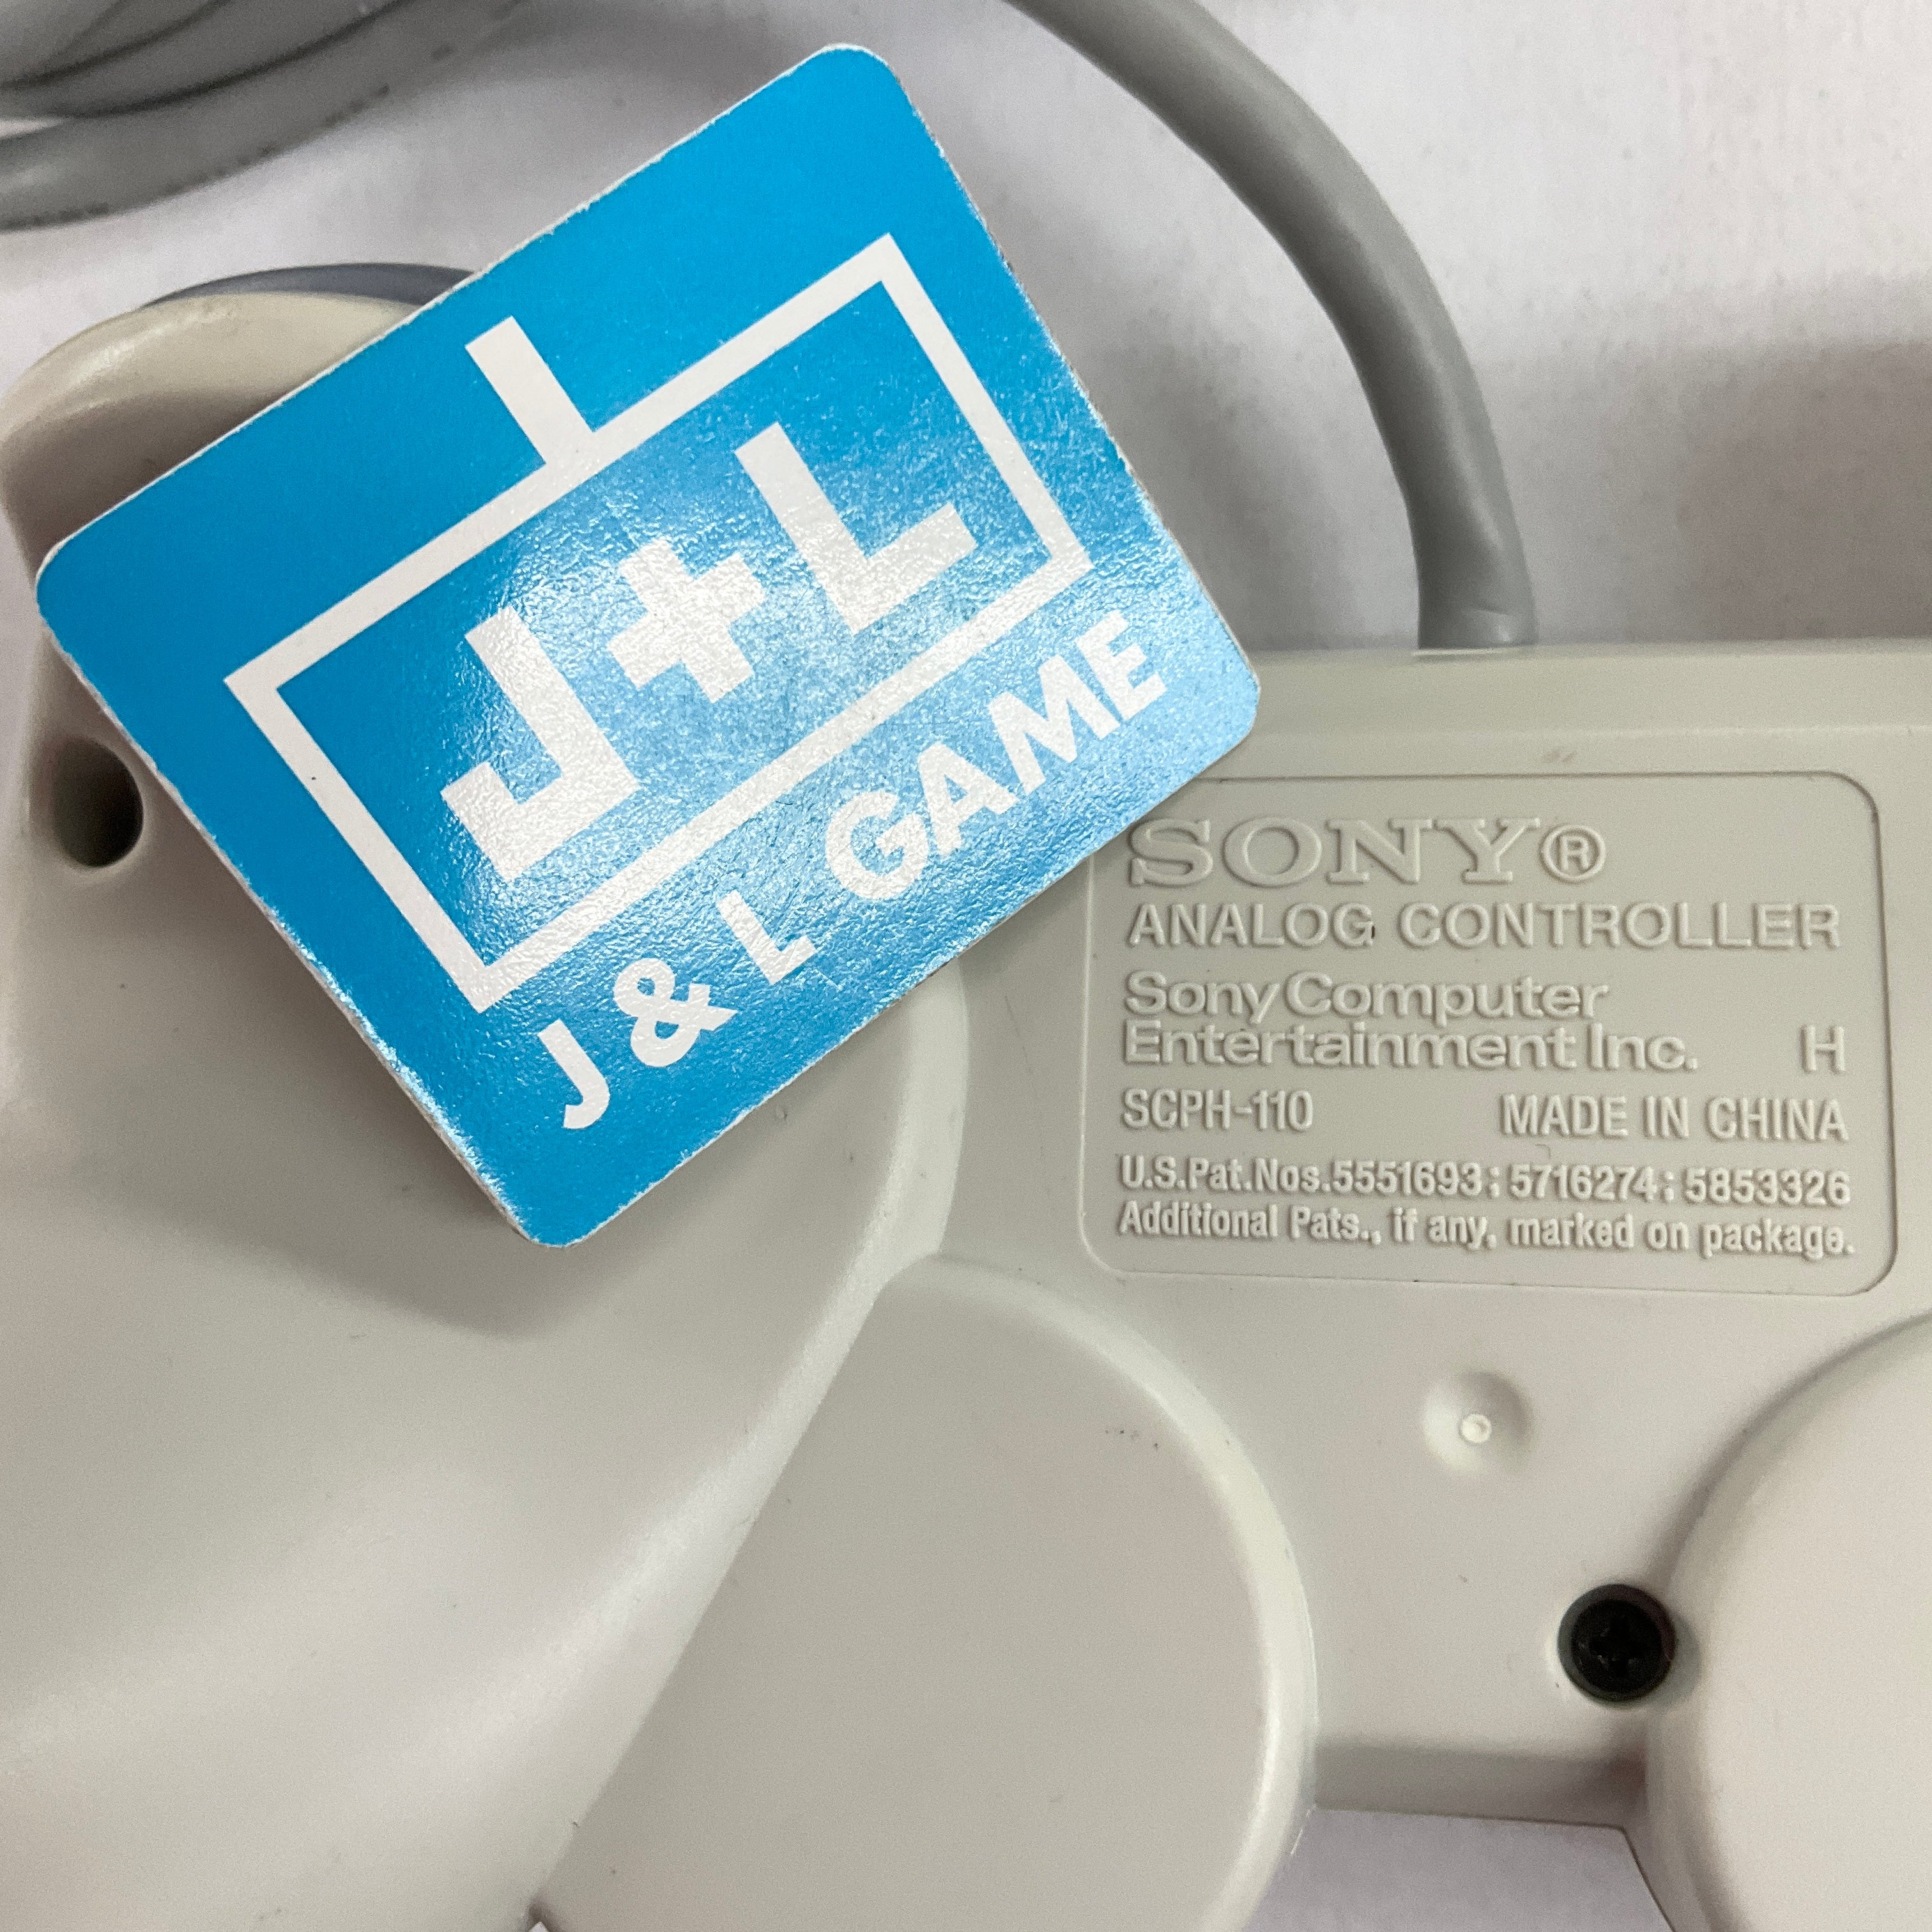 J+L
J & L GAME
SONY®
ANALOG CONTROLLER
Sony Computer
Entertainment Inc. H
SCPH-110 MADE IN CHINA
U.S.Pat.Nos.5551693;5716274;5853326
Additional Pats., if any, marked on package.